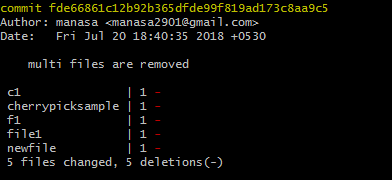 commit fde66861c12b92b365dfde99f819ad173c8aa9c5
Author: manasa <manasa2901@gmail.com>
Date:   Fri Jul 20 18:40:35 2018 +0530
multi files are removed
c1               | 1 -
cherrypicksample | 1 -
f1               | 1 -
file1            | 1 -
newfile          | 1 -
5 files changed, 5 deletions(-)